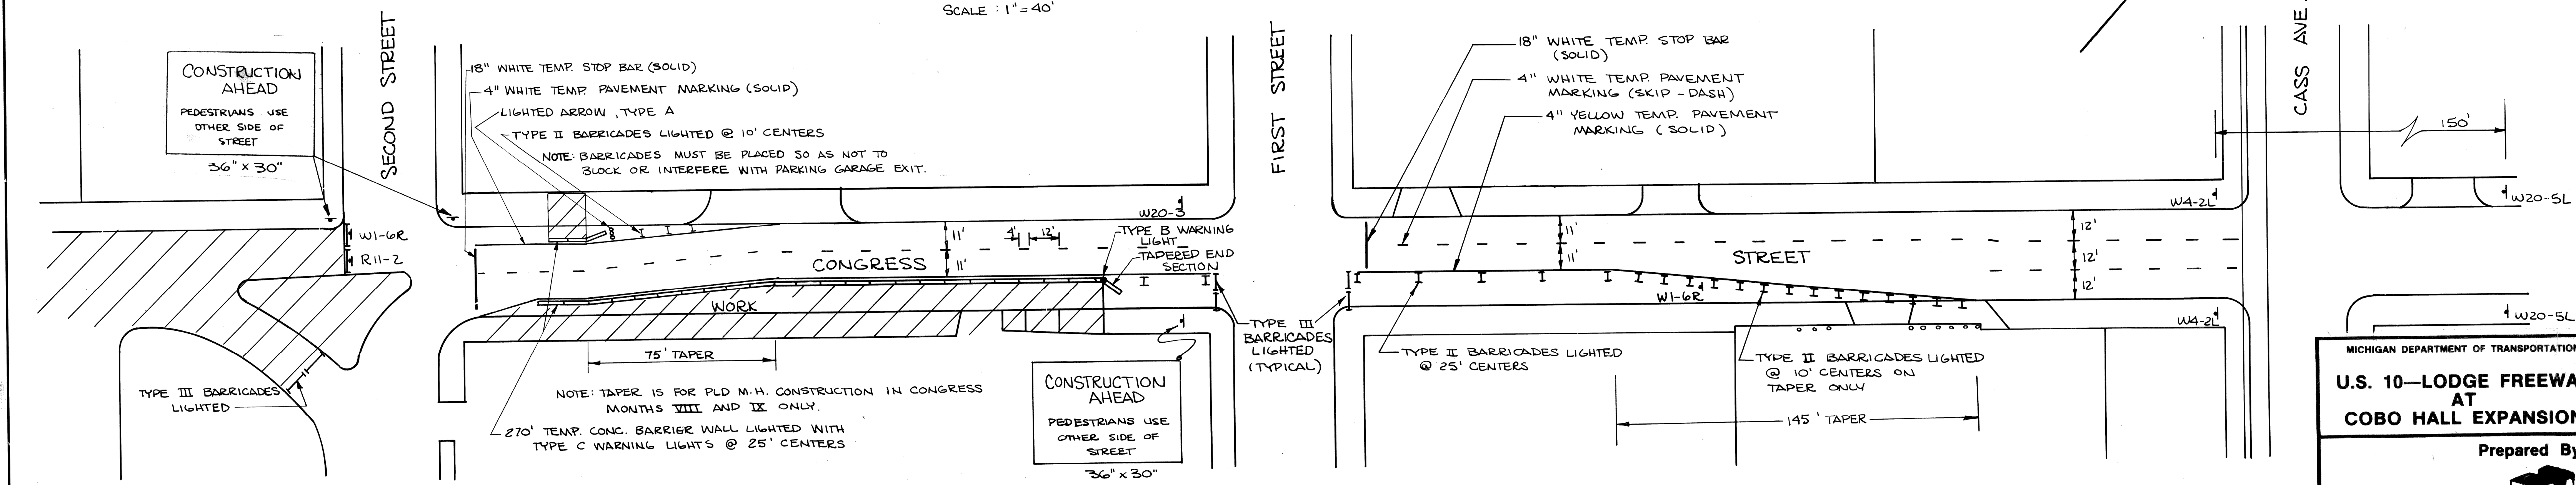 SCALE : 1" = 40'
CONSTRUCTION
AHEAD
PEDESTRIANS USE
OTHER SIDE OF
STREET
36" x 30"
SECOND STREET
18" WHITE TEMP. STOP BAR (SOLID)
4" WHITE TEMP. PAVEMENT MARKING (SOLID)
LIGHTED ARROW, TYPE A
TYPE II BARRICADES LIGHTED @ 10' CENTERS
NOTE: BARRICADES MUST BE PLACED SO AS NOT TO
BLOCK OR INTERFERE WITH PARKING GARAGE EXIT.
FIRST STREET
18" WHITE TEMP. STOP BAR
(SOLID)
4" WHITE TEMP. PAVEMENT
MARKING (SKIP - DASH)
4" YELLOW TEMP. PAVEMENT
MARKING (SOLID)
CASS AVE.
150'
W20-5L
W4-2L
W20-3
W1-6R
R11-2
11'
11'
4'
12'
TYPE B WARNING
LIGHT
TAPERED END
SECTION
CONGRESS
WORK
11'
11'
STREET
12'
12'
12'
W1-6R
W4-2L
W20-5L
TYPE III BARRICADES
LIGHTED
75' TAPER
NOTE: TAPER IS FOR PLD M.H. CONSTRUCTION IN CONGRESS
MONTHS VIII AND IX ONLY.
270' TEMP. CONC. BARRIER WALL LIGHTED WITH
TYPE C WARNING LIGHTS @ 25' CENTERS
CONSTRUCTION
AHEAD
PEDESTRIANS USE
OTHER SIDE OF
STREET
36" x 30"
TYPE III
BARRICADES
LIGHTED
(TYPICAL)
TYPE II BARRICADES LIGHTED
@ 25' CENTERS
TYPE II BARRICADES LIGHTED
@ 10' CENTERS ON
TAPER ONLY
145' TAPER
MICHIGAN DEPARTMENT OF TRANSPORTATION
U.S. 10—LODGE FREEWA
AT
COBO HALL EXPANSION
Prepared By